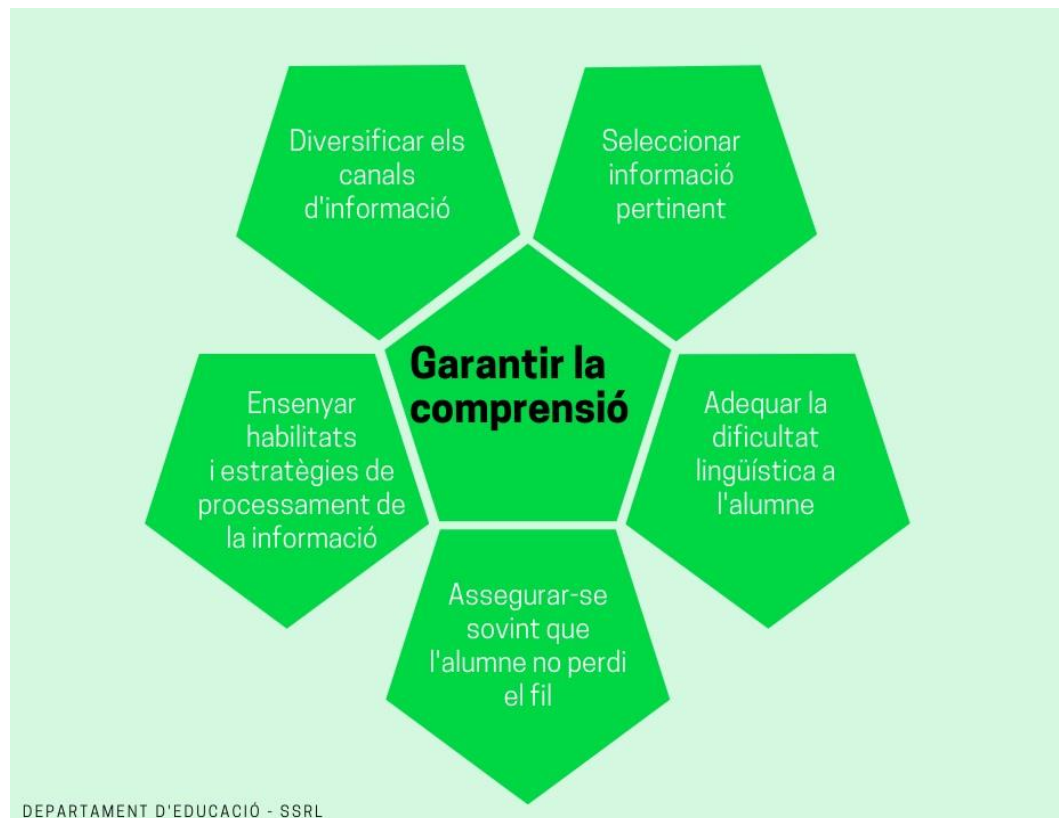 Diversificar els
canals
d'informació
Seleccionar
informació
pertinent
Garantir la
comprensió
Ensenyar
habilitats
i estratègies de
processament de
la informació
Adequar la
dificultat
lingüística a
l'alumne
Assegurar-se
sovint que
l'alumne no perdi
el fil
DEPARTAMENT D'EDUCACIÓ - SSRL